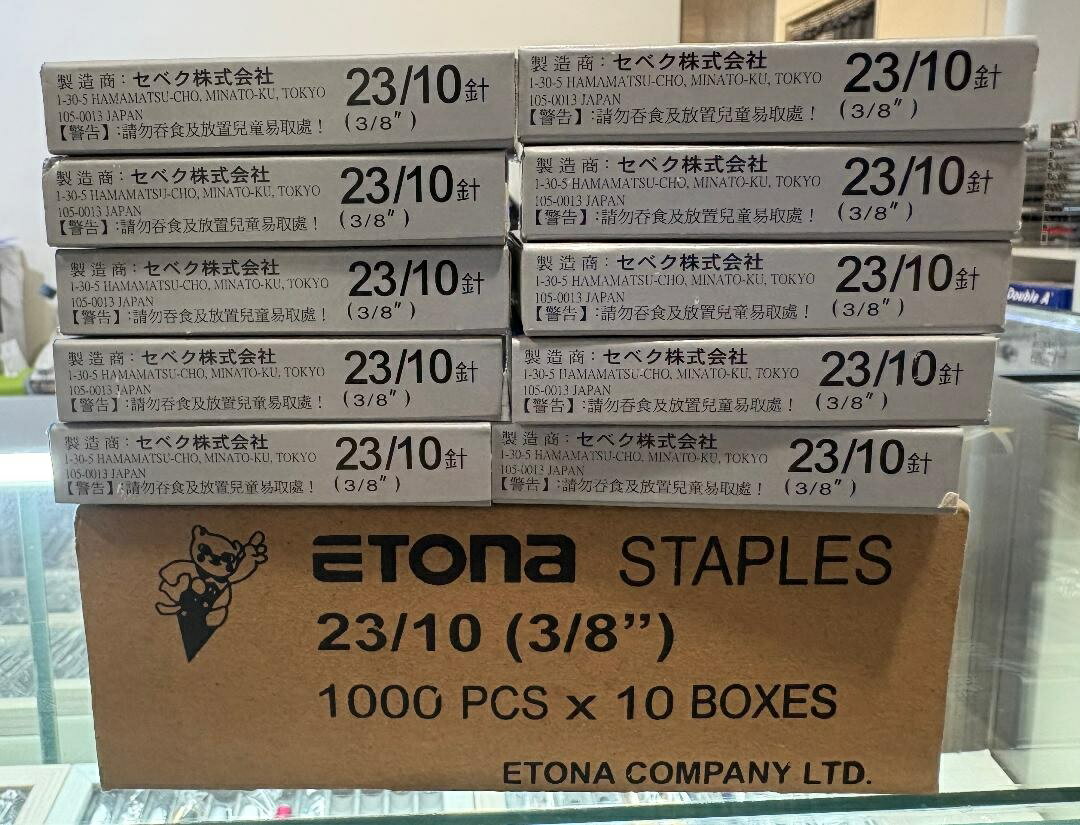 製造商：セベク株式会社
1-30-5 HAMAMATSU-CHO, MINATO-KU, TOKYO
105-0013 JAPAN
【警告】:請勿吞食及放置兒童易取處！
23/10針
(3/8")
製造商：セベク株式会社
1-30-5 HAMAMATSU-CHO, MINATO-KU, TOKYO
105-0013 JAPAN
【警告】:請勿吞食及放置兒童易取處！
23/10針
(3/8")
製造商：セベク株式会社
1-30-5 HAMAMATSU-CHO, MINATO-KU, TOKYO
105-0013 JAPAN
【警告】:請勿吞食及放置兒童易取處！
23/10針
(3/8")
製造商：セベク株式会社
1-30-5 HAMAMATSU-CHO, MINATO-KU, TOKYO
105-0013 JAPAN
【警告】:請勿吞食及放置兒童易取處！
23/10針
(3/8")
製造商：セベク株式会社
1-30-5 HAMAMATSU-CHO, MINATO-KU, TOKYO
105-0013 JAPAN
【警告】:請勿吞食及放置兒童易取處！
23/10針
(3/8")
製造商：セベク株式会社
1-30-5 HAMAMATSU-CHO, MINATO-KU, TOKYO
105-0013 JAPAN
【警告】:請勿吞食及放置兒童易取處！
23/10針
(3/8")
Double A
製造商：セベク株式会社
1-30-5 HAMAMATSU-CHO, MINATO-KU, TOKYO
105-0013 JAPAN
【警告】:請勿吞食及放置兒童易取處！
23/10針
(3/8")
製造商：セベク株式会社
1-30-5 HAMAMATSU-CHO, MINATO-KU, TOKYO
105-0013 JAPAN
【警告】:請勿吞食及放置兒童易取處！
23/10針
(3/8")
製造商：セベク株式会社
1-30-5 HAMAMATSU-CHO, MINATO-KU, TOKYO
105-0013 JAPAN
【警告】:請勿吞食及放置兒童易取處！
23/10針
(3/8")
製造商：セベク株式会社
1-30-5 HAMAMATSU-CHO, MINATO-KU, TOKYO
105-0013 JAPAN
【警告】:請勿吞食及放置兒童易取處！
23/10針
(3/8")
ETONA STAPLES
23/10 (3/8”)
1000 PCS x 10 BOXES
ETONA COMPANY LTD.